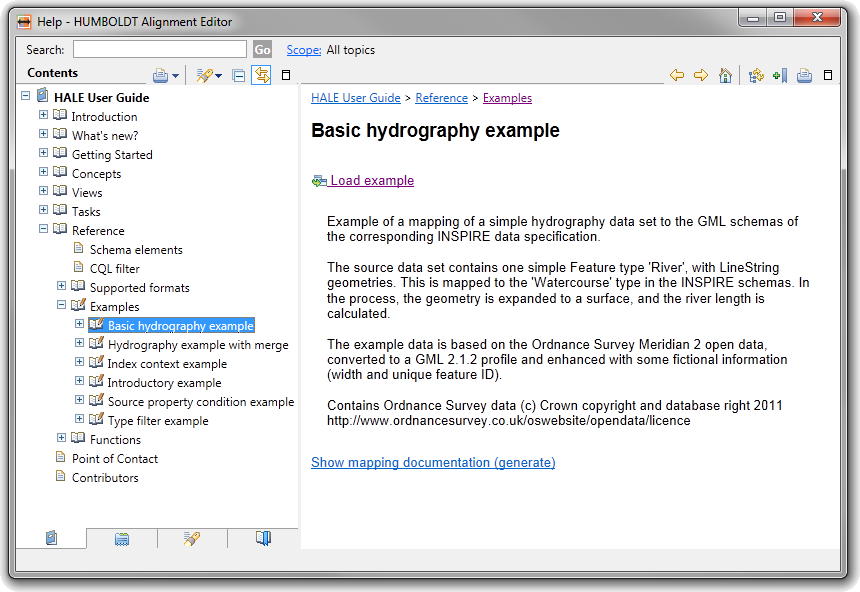 Help - HUMBOLDT Alignment Editor
Search:
Go
Scope: All topics
Contents
HALE User Guide
Introduction
What's new?
Getting Started
Concepts
Views
Tasks
Reference
Schema elements
CQL filter
Supported formats
Examples
Basic hydrography example
Hydrography example with merge
Index context example
Introductory example
Source property condition example
Type filter example
Functions
Point of Contact
Contributors
HALE User Guide > Reference > Examples
Basic hydrography example
Load example
Example of a mapping of a simple hydrography data set to the GML schemas of
the corresponding INSPIRE data specification.
The source data set contains one simple Feature type 'River', with LineString
geometries. This is mapped to the 'Watercourse' type in the INSPIRE schemas. In
the process, the geometry is expanded to a surface, and the river length is
calculated.
The example data is based on the Ordnance Survey Meridian 2 open data,
converted to a GML 2.1.2 profile and enhanced with some fictional information
(width and unique feature ID).
Contains Ordnance Survey data (c) Crown copyright and database right 2011
http://www.ordnancesurvey.co.uk/oswebsite/opendata/licence
Show mapping documentation (generate)